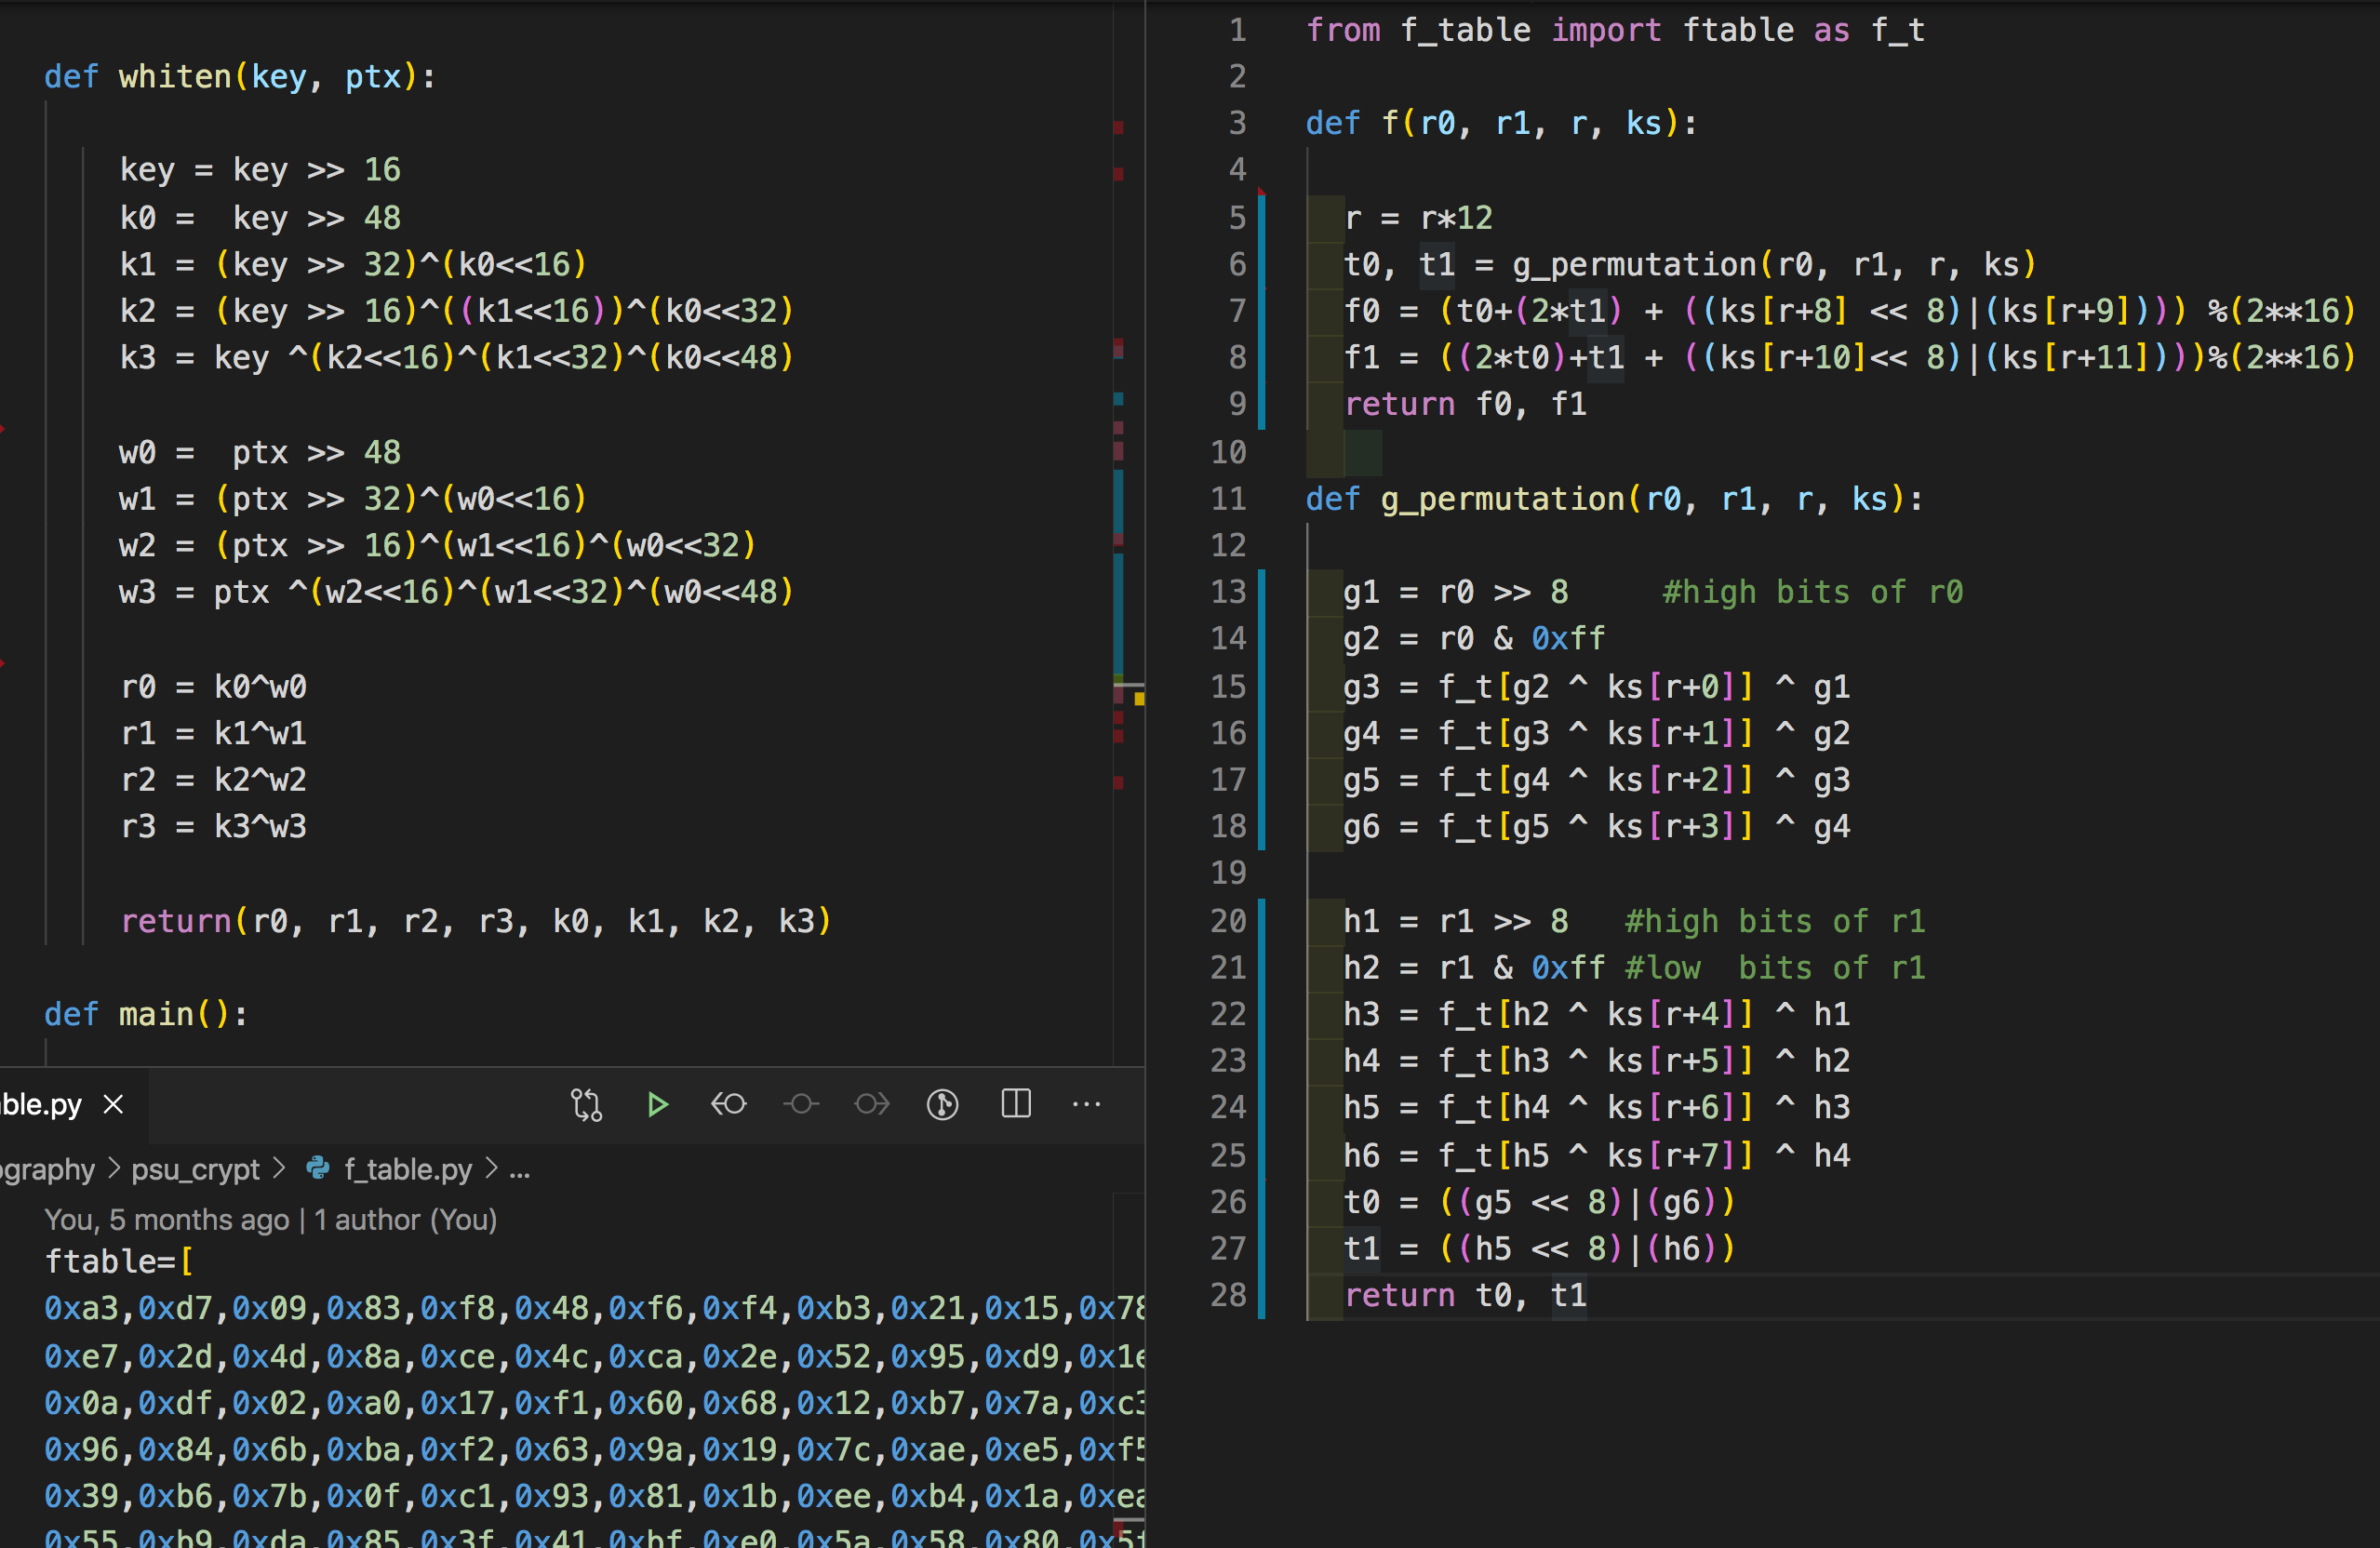 def whiten(key, ptx):
key = key >> 16
k0 =  key >> 48
k1 = (key >> 32)^(k0<<16)
k2 = (key >> 16)^((k1<<16))^(k0<<32)
k3 = key ^(k2<<16)^(k1<<32)^(k0<<48)
w0 =  ptx >> 48
w1 = (ptx >> 32)^(w0<<16)
w2 = (ptx >> 16)^(w1<<16)^(w0<<32)
w3 = ptx ^(w2<<16)^(w1<<32)^(w0<<48)
r0 = k0^w0
r1 = k1^w1
r2 = k2^w2
r3 = k3^w3
return(r0, r1, r2, r3, k0, k1, k2, k3)
def main():
ble.py
ography > psu_crypt > f_table.py > ...
You, 5 months ago | 1 author (You)
ftable=[
0xa3,0xd7,0x09,0x83,0xf8,0x48,0xf6,0xf4,0xb3,0x21,0x15,0x78
0xe7,0x2d,0x4d,0x8a,0xce,0x4c,0xca,0x2e,0x52,0x95,0xd9,0x1e
0x0a,0xdf,0x02,0xa0,0x17,0xf1,0x60,0x68,0x12,0xb7,0x7a,0xc3
0x96,0x84,0x6b,0xba,0xf2,0x63,0x9a,0x19,0x7c,0xae,0xe5,0xf5
0x39,0xb6,0x7b,0x0f,0xc1,0x93,0x81,0x1b,0xee,0xb4,0x1a,0xea
0x55,0xb9,0xda,0x85,0x3f,0x41,0xbf,0xe0,0x5a,0x58,0x80,0x5f
1 from f_table import ftable as f_t
2
3 def f(r0, r1, r, ks):
4
5 r = r*12
6 t0, t1 = g_permutation(r0, r1, r, ks)
7 f0 = (t0+(2*t1) + ((ks[r+8] << 8)|(ks[r+9]))) %(2**16)
8 f1 = ((2*t0)+t1 + ((ks[r+10]<< 8)|(ks[r+11])))%(2**16)
9 return f0, f1
10
11 def g_permutation(r0, r1, r, ks):
12
13 g1 = r0 >> 8     #high bits of r0
14 g2 = r0 & 0xff
15 g3 = f_t[g2 ^ ks[r+0]] ^ g1
16 g4 = f_t[g3 ^ ks[r+1]] ^ g2
17 g5 = f_t[g4 ^ ks[r+2]] ^ g3
18 g6 = f_t[g5 ^ ks[r+3]] ^ g4
19
20 h1 = r1 >> 8   #high bits of r1
21 h2 = r1 & 0xff #low  bits of r1
22 h3 = f_t[h2 ^ ks[r+4]] ^ h1
23 h4 = f_t[h3 ^ ks[r+5]] ^ h2
24 h5 = f_t[h4 ^ ks[r+6]] ^ h3
25 h6 = f_t[h5 ^ ks[r+7]] ^ h4
26 t0 = ((g5 << 8)|(g6))
27 t1 = ((h5 << 8)|(h6))
28 return t0, t1